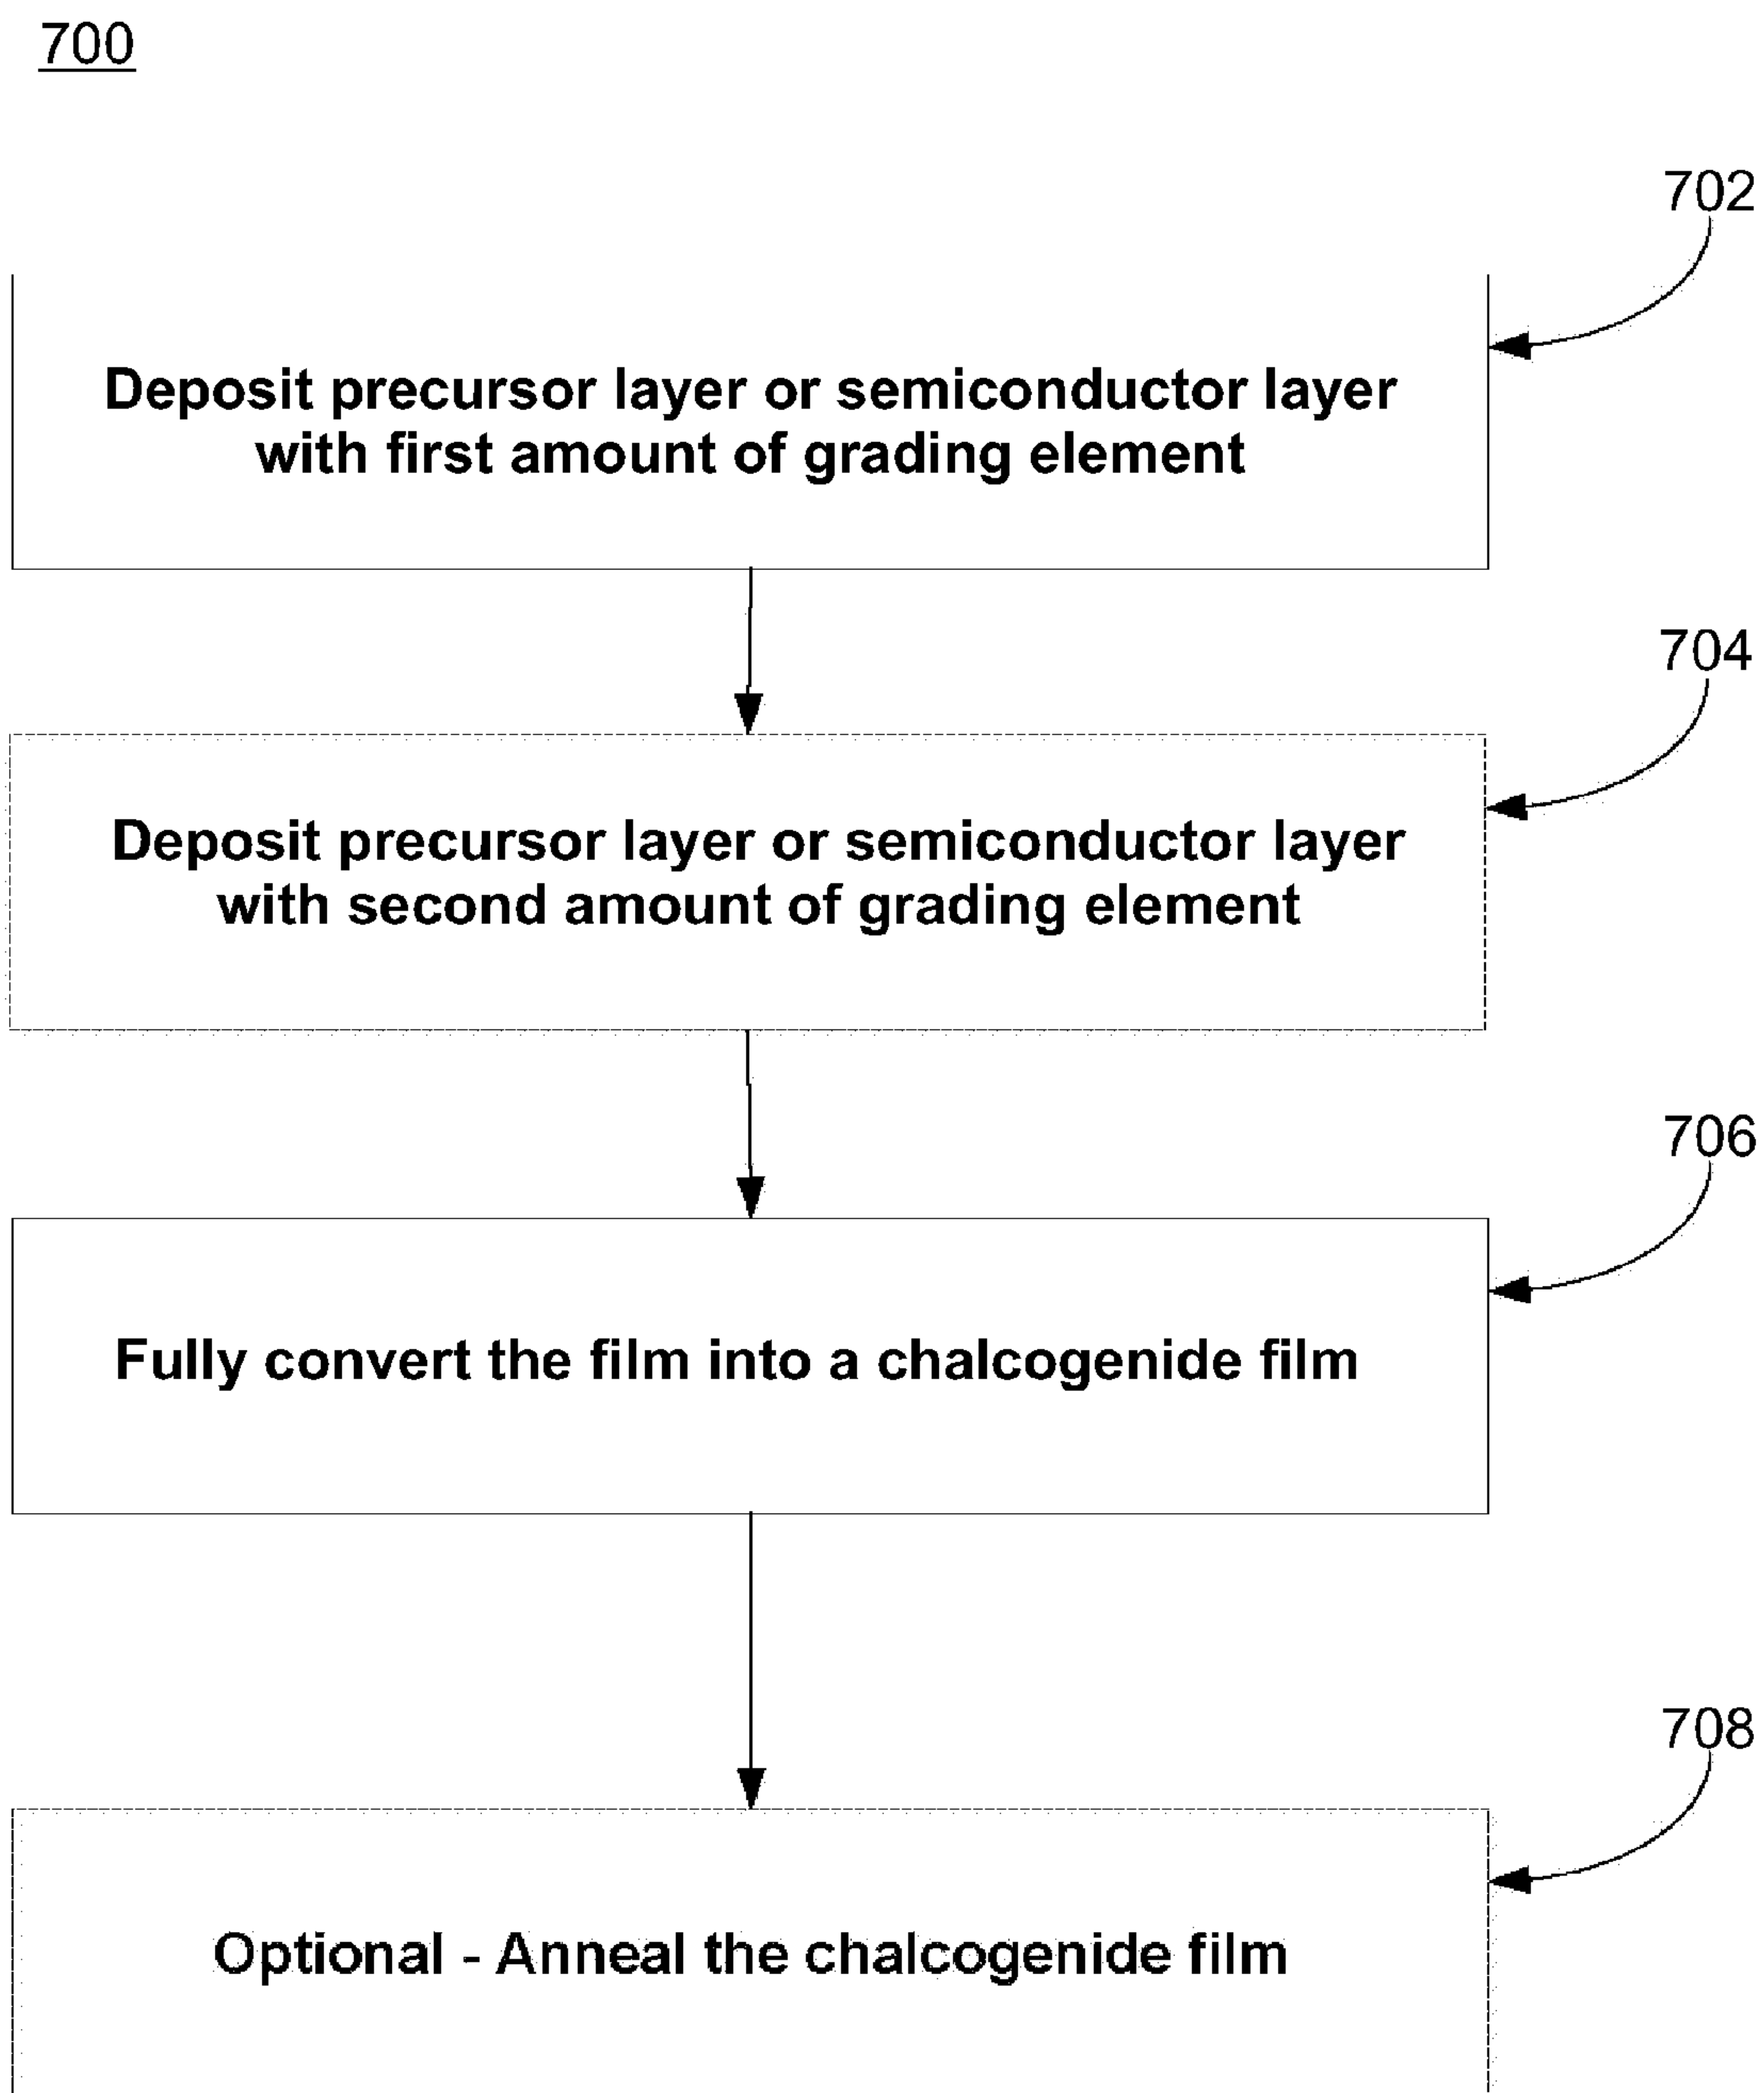 700
702
Deposit precursor layer or semiconductor layer
with first amount of grading element
704
Deposit precursor layer or semiconductor layer
with second amount of grading element
706
Fully convert the film into a chalcogenide film
708
Optional - Anneal the chalcogenide film